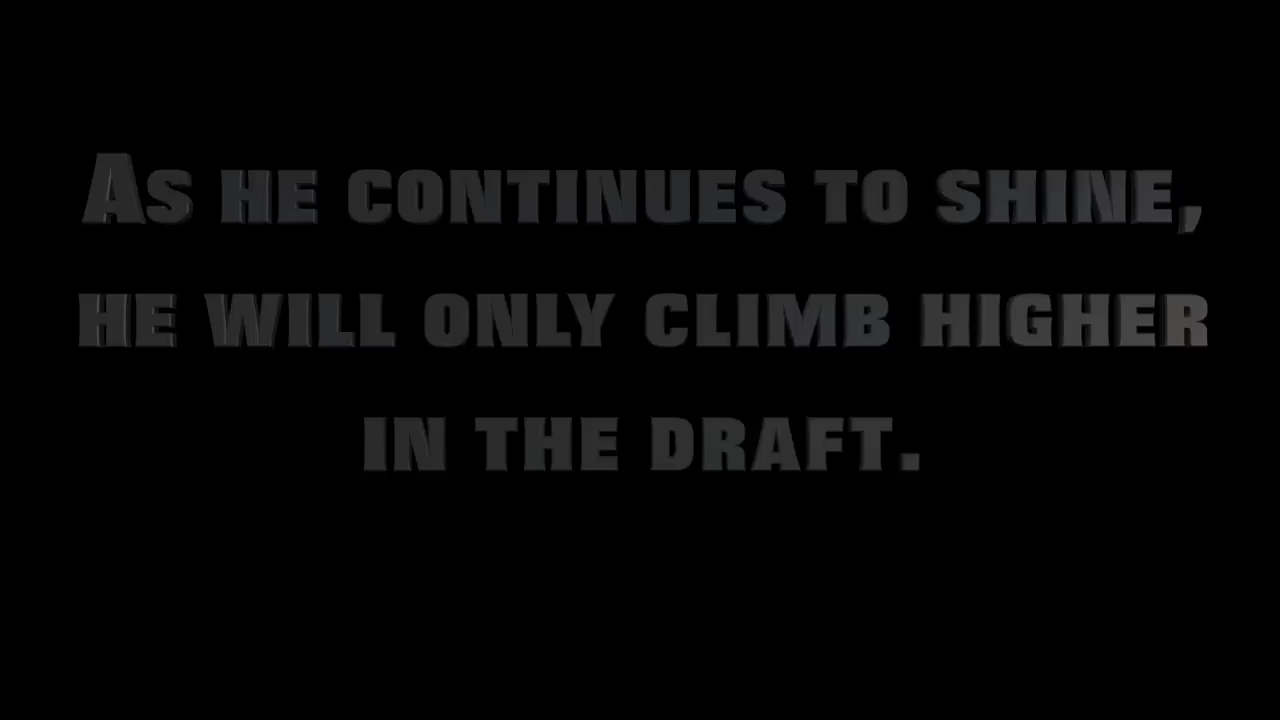 As he continues to shine,
he will only climb higher
in the draft.